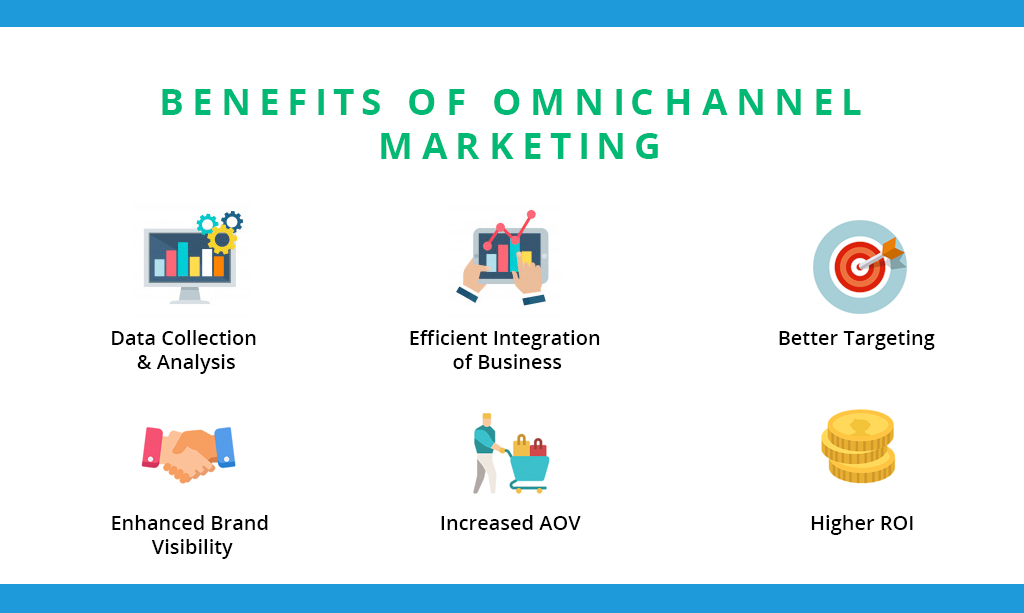 BENEFITS OF OMNICHANNEL
MARKETING
Data Collection
& Analysis
Efficient Integration
of Business
Better Targeting
Enhanced Brand
Visibility
Increased AOV
Higher ROI